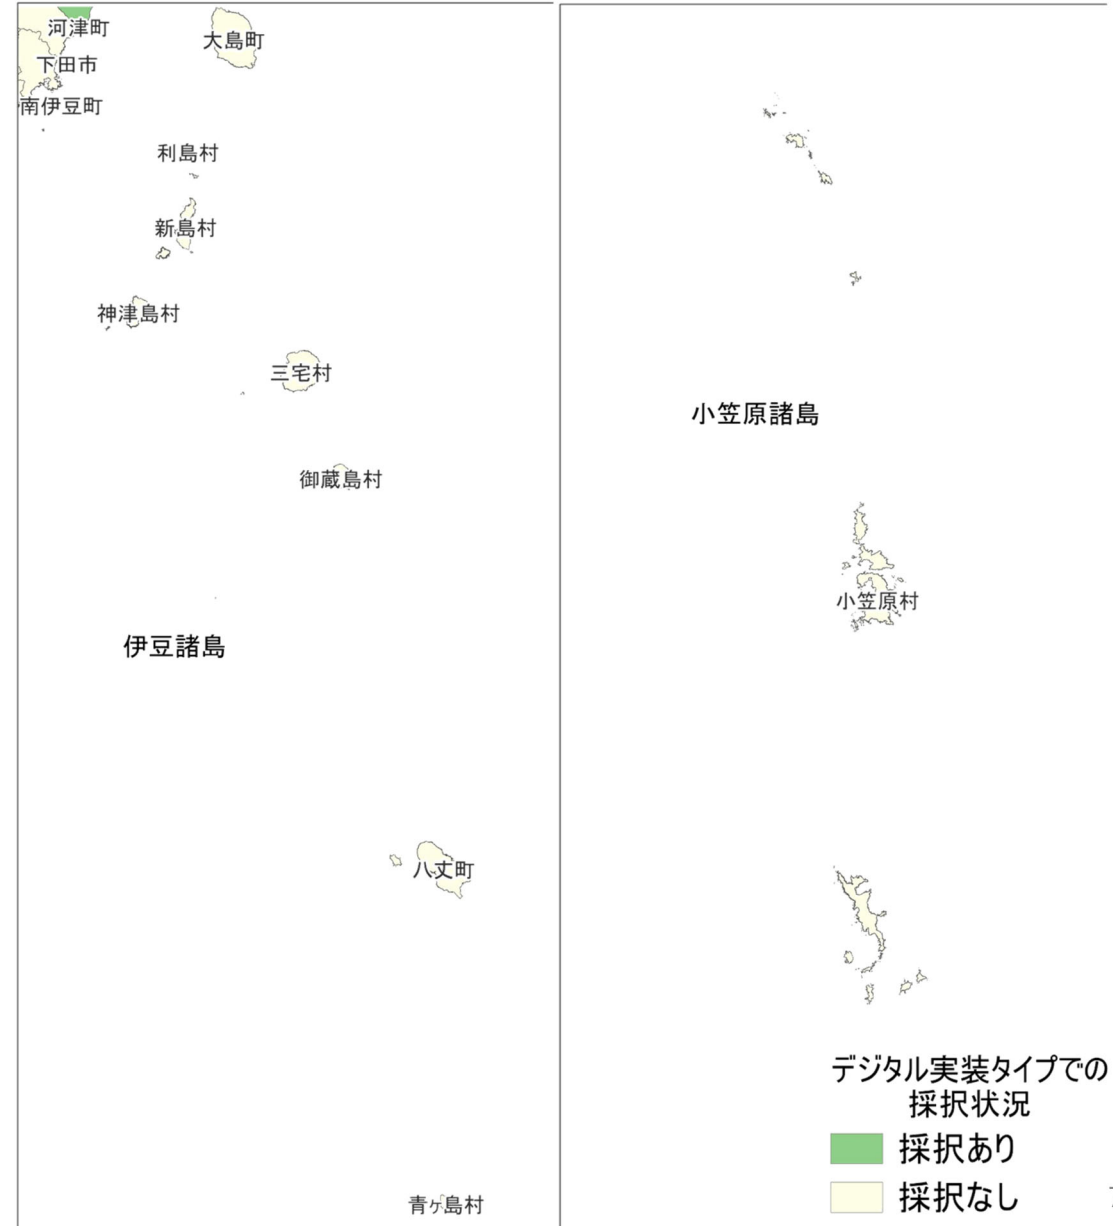 河津町
大島町
下田市
南伊豆町
利島村
新島村
神津島村
三宅村
御蔵島村
伊豆諸島
八丈町
青ヶ島村
小笠原諸島
小笠原村
デジタル実装タイプでの
採択状況
採択あり
採択なし